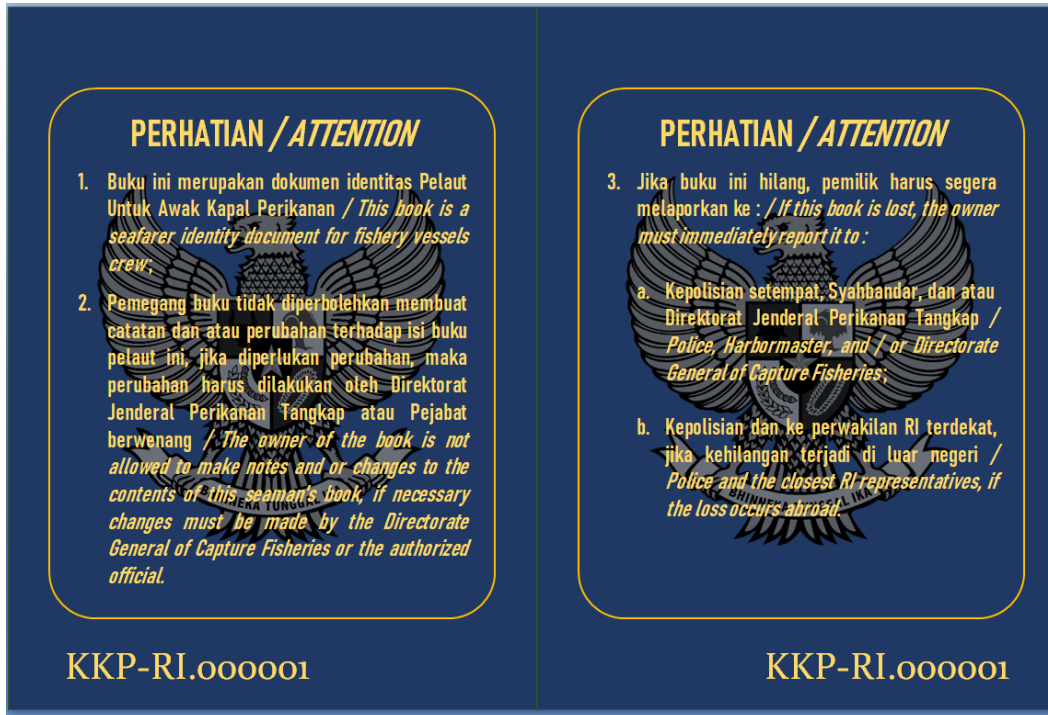 PERHATIAN / ATTENTION
1. Buku ini merupakan dokumen identitas Pelaut
Untuk Awak Kapal Perikanan / This book is a
seafarer identity document for fishery vessels
crew;
2. Pemegang buku tidak diperbolehkan membuat
catatan dan atau perubahan terhadap isi buku
pelaut ini, jika diperlukan perubahan, maka
perubahan harus dilakukan oleh Direktorat
Jenderal Perikanan Tangkap atau Pejabat
berwenang / The owner of the book is not
allowed to make notes and or changes to the
contents of this seaman's book, if necessary
changes must be made by the Directorate
General of Capture Fisheries or the authorized
official.
KKP-RI.000001
PERHATIAN / ATTENTION
3. Jika buku ini hilang, pemilik harus segera
melaporkan ke : / If this book is lost, the owner
must immediately report it to :
a. Kepolisian setempat, Syahbandar, dan atau
Direktorat Jenderal Perikanan Tangkap /
Police, Harbormaster, and / or Directorate
General of Capture Fisheries;
b. Kepolisian dan ke perwakilan RI terdekat,
jika kehilangan terjadi di luar negeri /
Police and the closest RI representatives, if
the loss occurs abroad.
BHINNEKA TUNGGAL IKA
KKP-RI.000001